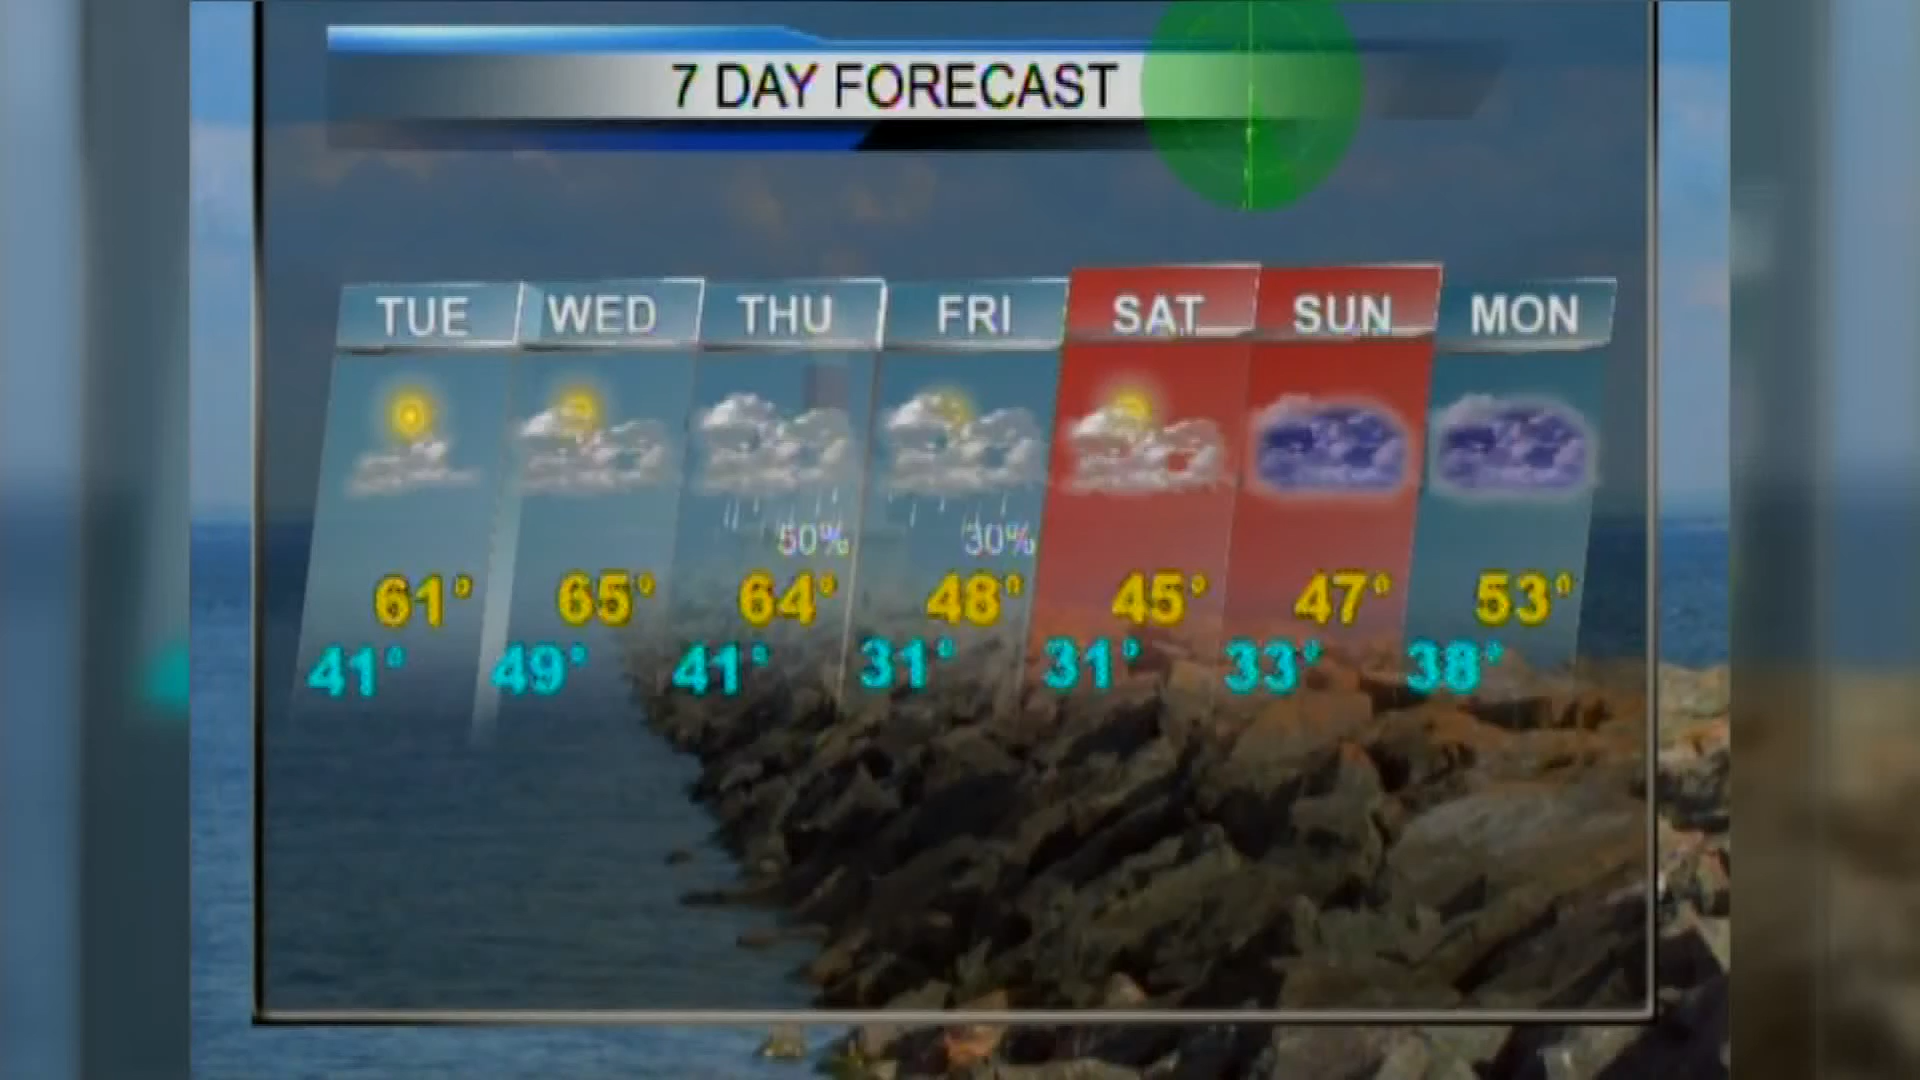 7 DAY FORECAST
TUE WED THU FRI SAT SUN MON
50% 30%
61° 65° 64° 48° 45° 47° 53°
41° 49° 41° 31° 31° 33° 38°